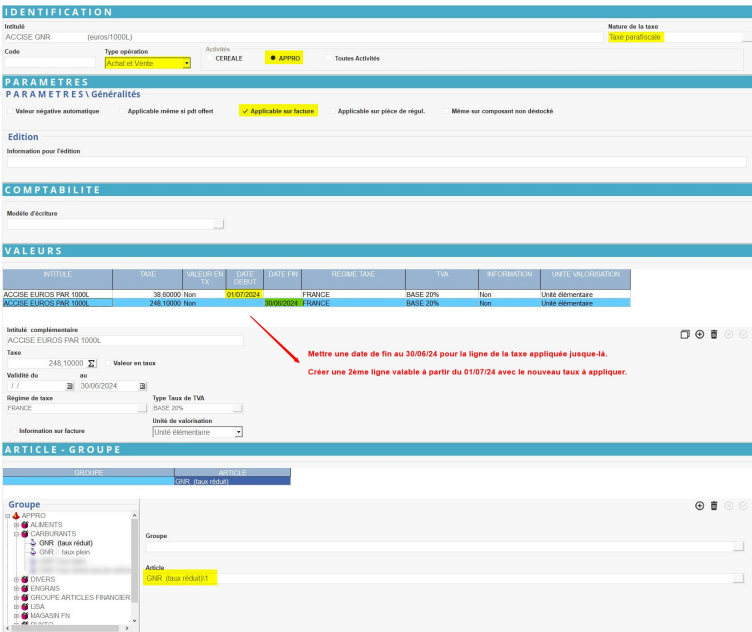 IDENTIFICATION
Intitulé
Nature de la taxe
ACCISE GNR (euros/1000L)
Taxe parafiscale
Code
Type opération
Activités
Achat et Vente
CEREALE
APPRO
Toutes Activités
PARAMETRES
PARAMETRES\Généralités
Valeur négative automatique
Applicable même si pdt offert
Applicable sur facture
Applicable sur pièce de régul.
Même sur composant non déstocké
Edition
Information pour l'édition
COMPTABILITE
Modèle d'écriture
VALEURS
INTITULE TAXE VALEUR EN TX DATE DEBUT DATE FIN REGIME TAXE TVA INFORMATION UNITE VALORISATION
ACCISE EUROS PAR 1000L 38,60000 Non 01/07/2024 FRANCE BASE 20% Non Unité élémentaire
ACCISE EUROS PAR 1000L 248,10000 Non 30/06/2024 FRANCE BASE 20% Non Unité élémentaire
Intitulé complémentaire
ACCISE EUROS PAR 1000L
Taxe
248,10000 Σ Valeur en taux
Validité du au
/ / 30/06/2024
Régime de taxe
Type Taux de TVA
FRANCE
BASE 20%
Unité de valorisation
Information sur facture
Unité élémentaire
Mettre une date de fin au 30/06/24 pour la ligne de la taxe appliquée jusque-là.
Créer une 2ème ligne valable à partir du 01/07/24 avec le nouveau taux à appliquer.
ARTICLE - GROUPE
GROUPE ARTICLE
GNR (taux réduit)
Groupe
APPRO
ALIMENTS
CARBURANTS
GNR (taux réduit)
GNR taux plein
DIVERS
ENGRAIS
GROUPE ARTICLES FINANCIER
LISA
MAGASIN FN
Groupe
Article
GNR (taux réduit)\1